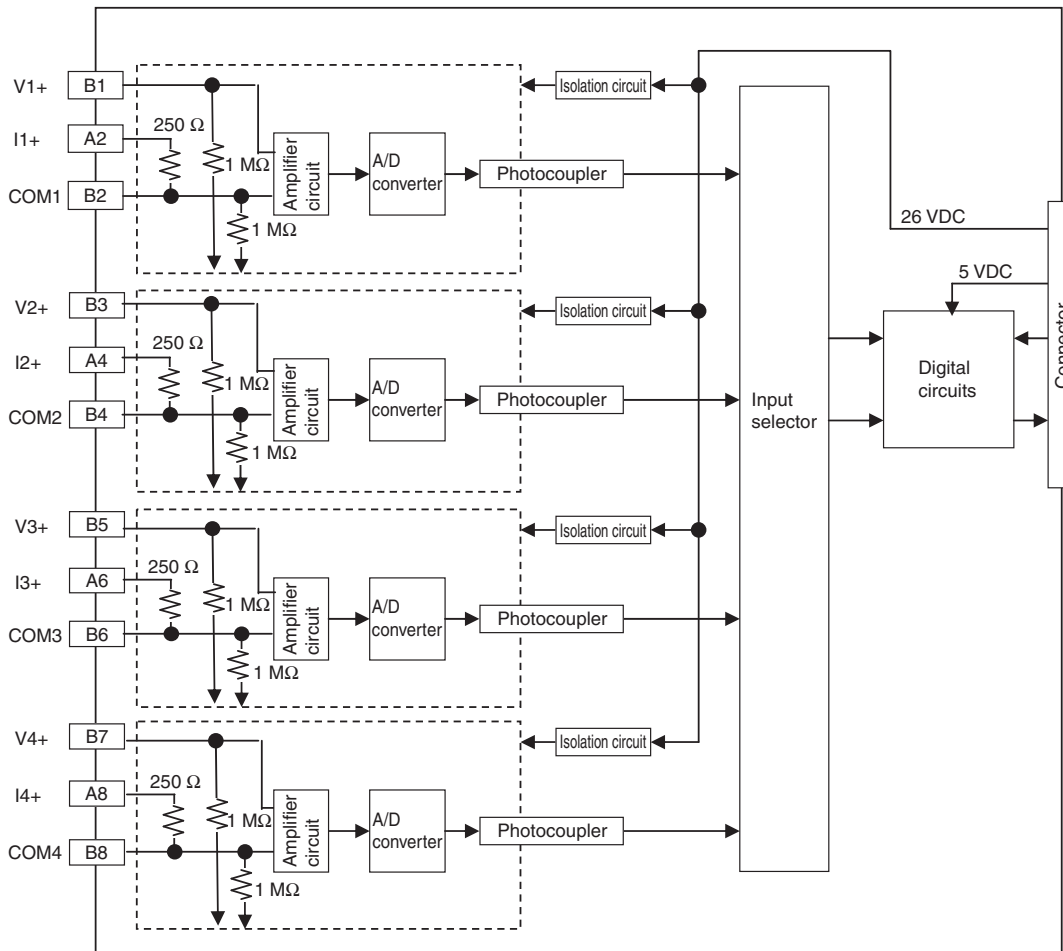 V1+
B1
Isolation circuit
250 Ω
I1+
A2
1 MΩ
Amplifier
circuit
A/D
converter
Photocoupler
COM1
B2
1 MΩ
26 VDC
5 VDC
V2+
B3
Isolation circuit
250 Ω
I2+
A4
1 MΩ
Amplifier
circuit
A/D
converter
Photocoupler
COM2
B4
1 MΩ
Input
selector
Digital
circuits
Connector
V3+
B5
Isolation circuit
250 Ω
I3+
A6
1 MΩ
Amplifier
circuit
A/D
converter
Photocoupler
COM3
B6
1 MΩ
V4+
B7
Isolation circuit
250 Ω
I4+
A8
1 MΩ
Amplifier
circuit
A/D
converter
Photocoupler
COM4
B8
1 MΩ